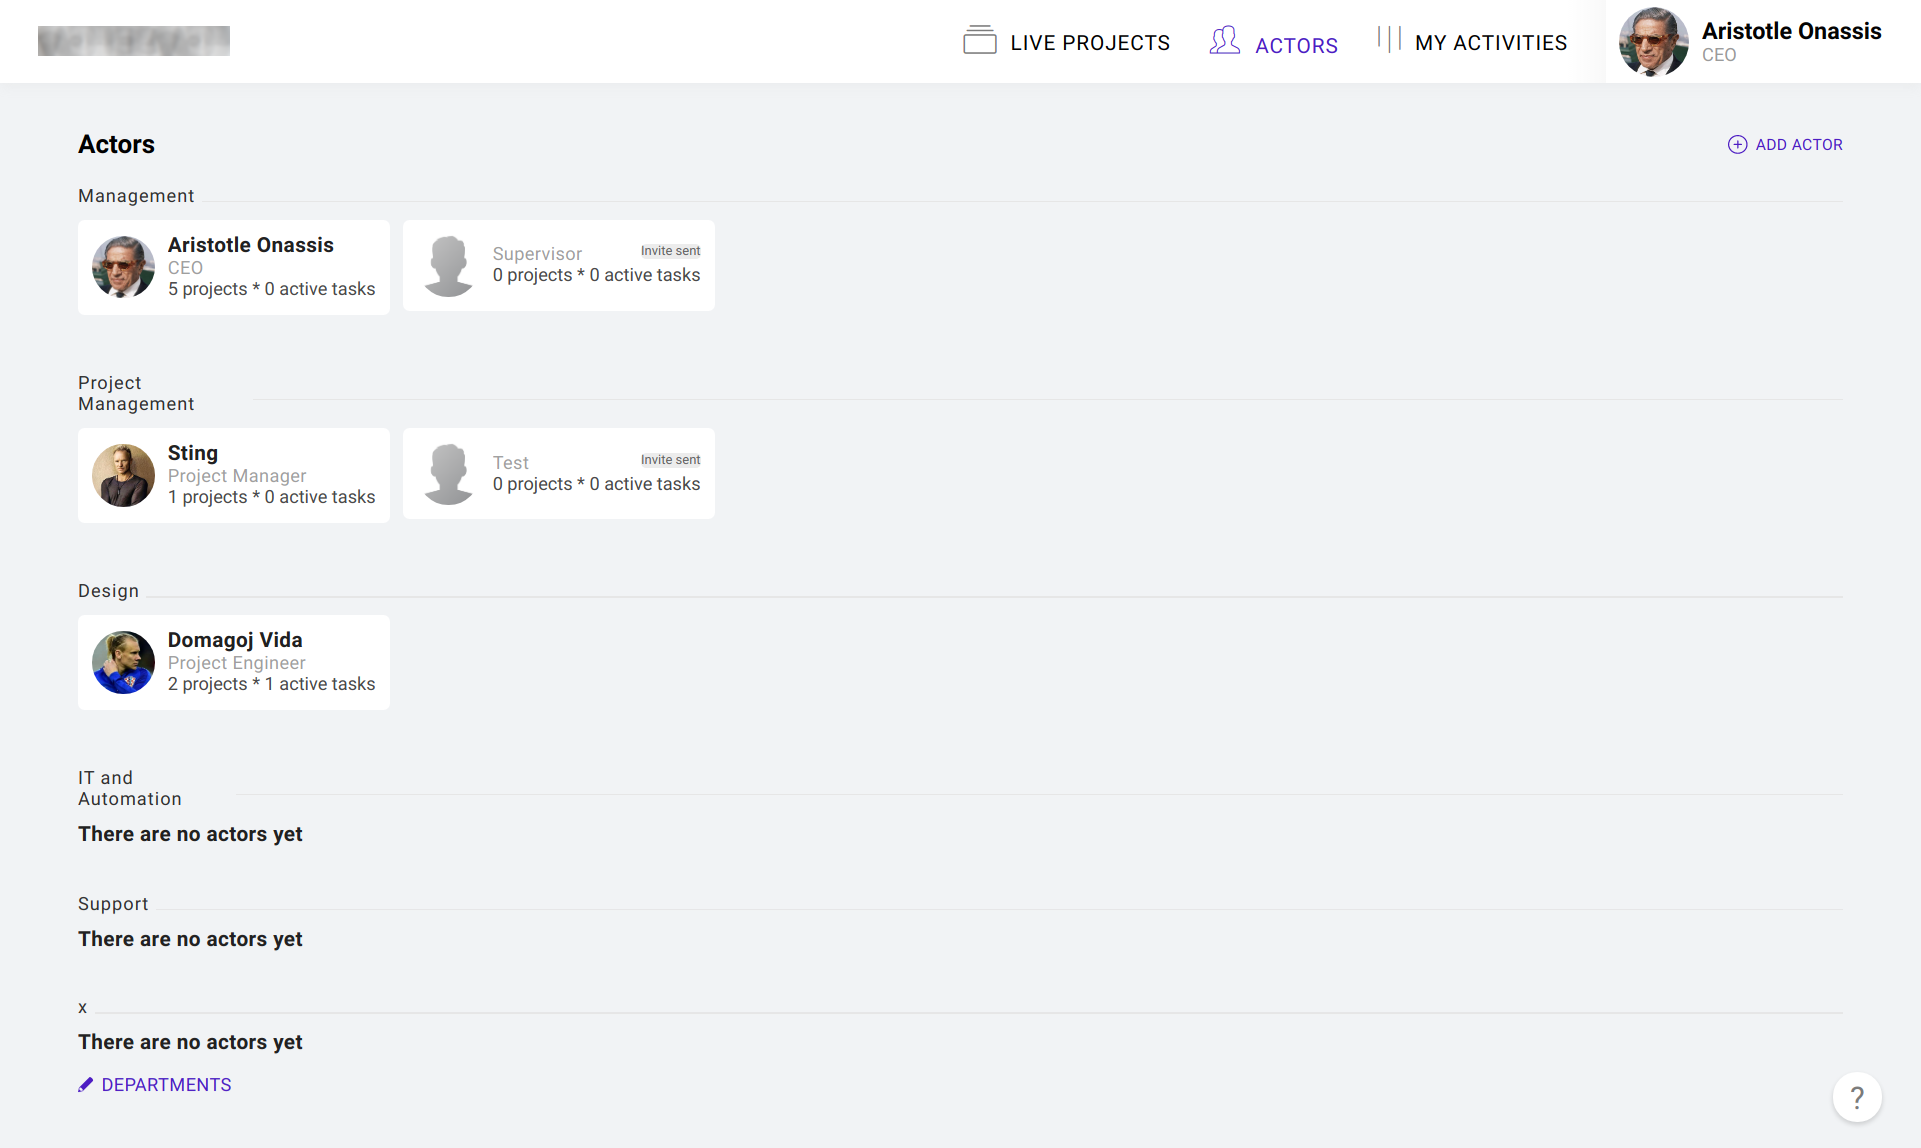 LIVE PROJECTS
ACTORS
MY ACTIVITIES
Aristotle Onassis
CEO
Actors
ADD ACTOR
Management
Aristotle Onassis
CEO
5 projects * 0 active tasks
Supervisor
Invite sent
0 projects * 0 active tasks
Project
Management
Sting
Project Manager
1 projects * 0 active tasks
Test
Invite sent
0 projects * 0 active tasks
Design
Domagoj Vida
Project Engineer
2 projects * 1 active tasks
IT and
Automation
There are no actors yet
Support
There are no actors yet
x
There are no actors yet
DEPARTMENTS
?